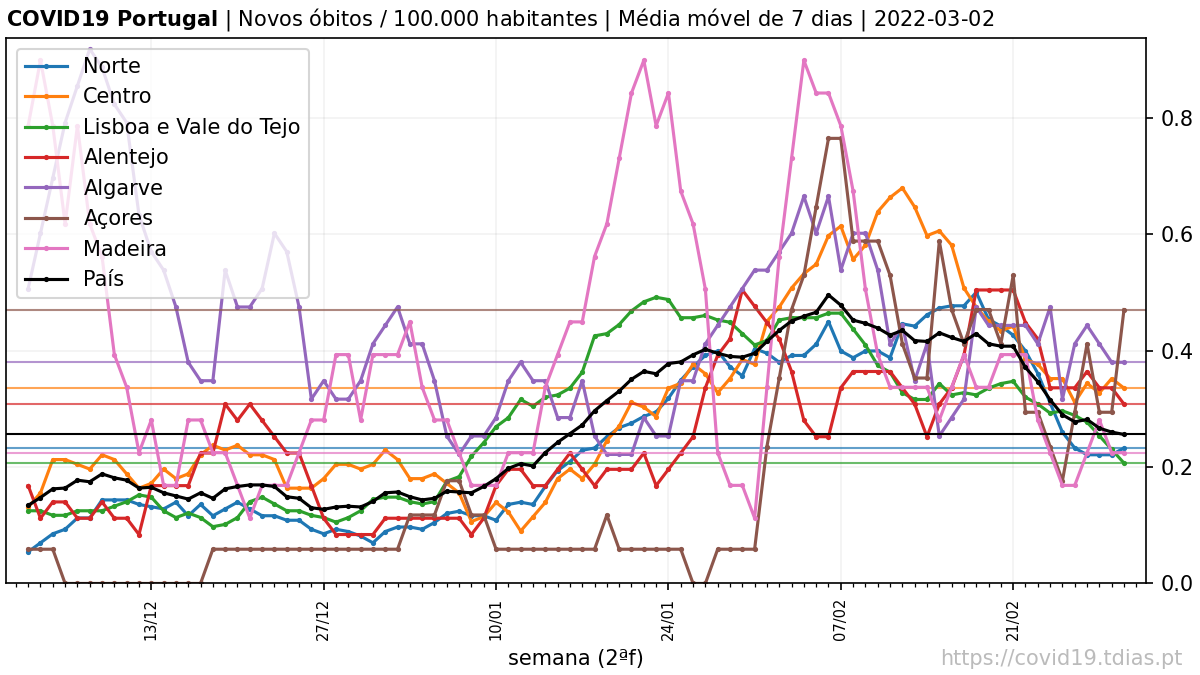 COVID19 Portugal | Novos óbitos / 100.000 habitantes | Média móvel de 7 dias | 2022-03-02
Norte
Centro
Lisboa e Vale do Tejo
Alentejo
Algarve
Açores
Madeira
País
0.8
0.6
0.4
0.2
0.0
13/12
27/12
10/01
24/01
07/02
21/02
semana (2ªf)
https://covid19.tdias.pt